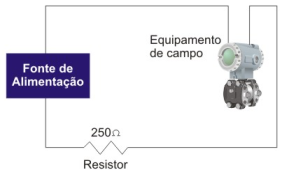 Equipamento
de campo
Fonte de
Alimentação
250Ω
Resistor